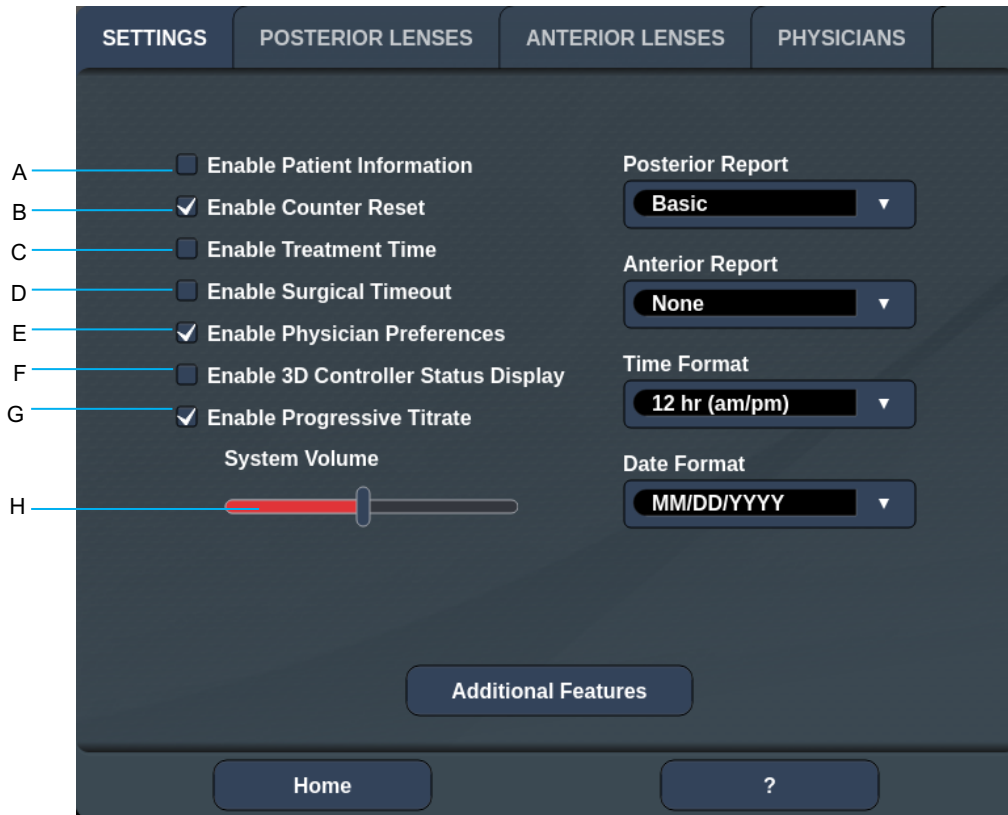 SETTINGS
POSTERIOR LENSES
ANTERIOR LENSES
PHYSICIANS
A
Enable Patient Information
B
Enable Counter Reset
C
Enable Treatment Time
D
Enable Surgical Timeout
E
Enable Physician Preferences
F
Enable 3D Controller Status Display
G
Enable Progressive Titrate
System Volume
H
Posterior Report
Basic
Anterior Report
None
Time Format
12 hr (am/pm)
Date Format
MM/DD/YYYY
Additional Features
Home
?